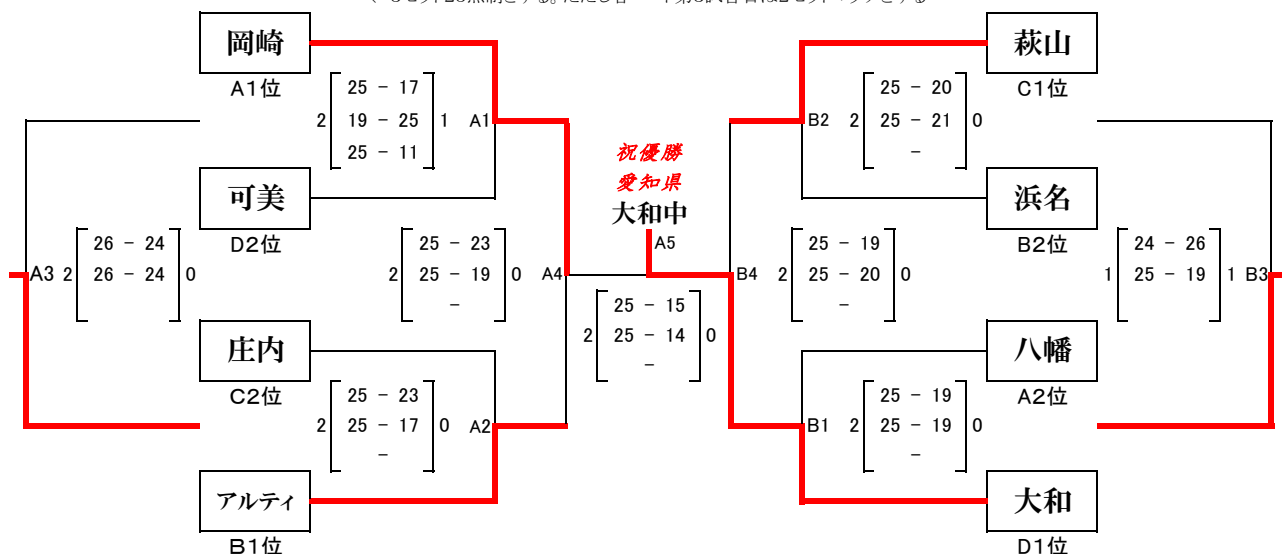 岡崎
A1位
25 - 17
2 19 - 25 1 A1
25 - 11
可美
D2位
A3 2 26 - 24 0
26 - 24
25 - 23
2 25 - 19 0 A4
-
庄内
C2位
25 - 23
2 25 - 17 0 A2
-
アルティ
B1位
祝優勝
愛知県
大和中
A5
25 - 15
2 25 - 14 0
-
萩山
C1位
25 - 20
B2 2 25 - 21 0
-
浜名
B2位
25 - 19
B4 2 25 - 20 0
-
24 - 26
1 25 - 19 1 B3
八幡
A2位
25 - 19
B1 2 25 - 19 0
-
大和
D1位